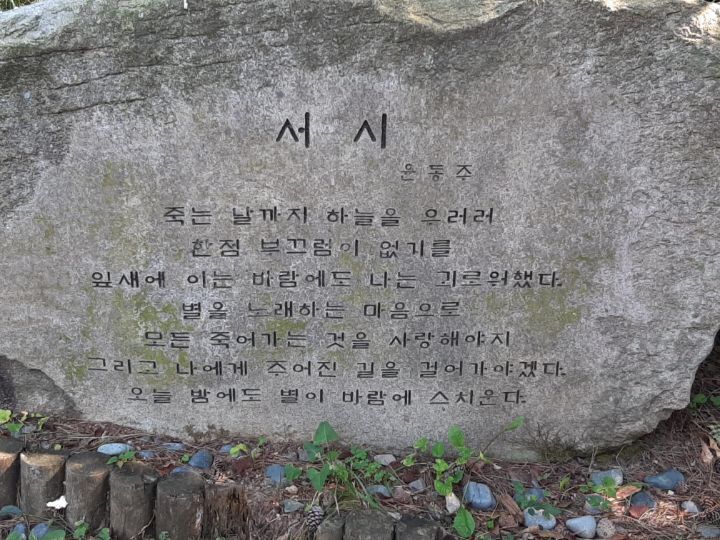 서 시
윤동주
죽는 날까지 하늘을 우러러
한점 부끄럼이 없기를
잎새에 이는 바람에도 나는 괴로워했다.
별을 노래하는 마음으로
모든 죽어가는 것을 사랑해야지
그리고 나에게 주어진 길을 걸어가야겠다.
오늘 밤에도 별이 바람에 스치운다.